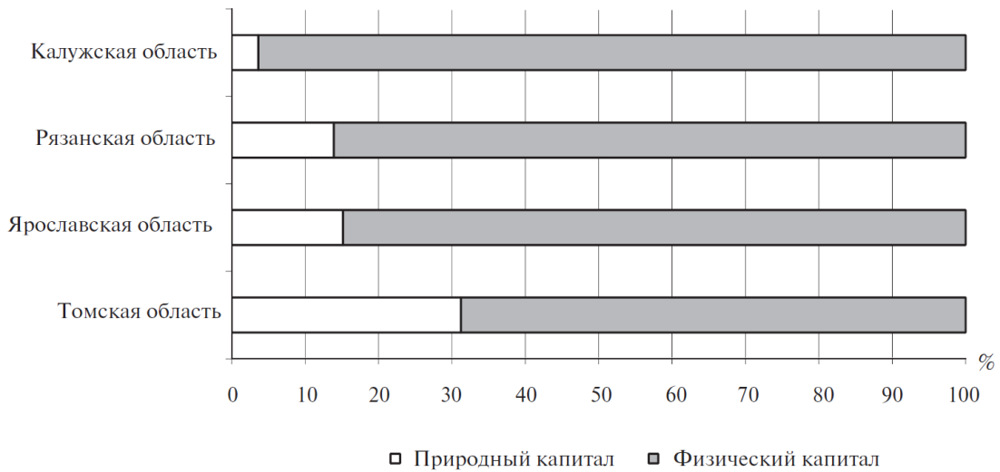 Калужская область
Рязанская область
Ярославская область
Томская область
%
0 10 20 30 40 50 60 70 80 90 100
Природный капитал Физический капитал